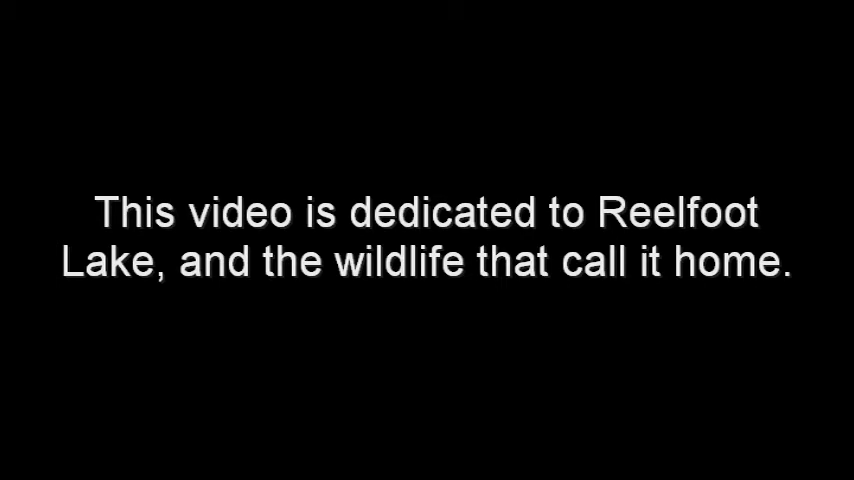 This video is dedicated to Reelfoot
Lake, and the wildlife that call it home.